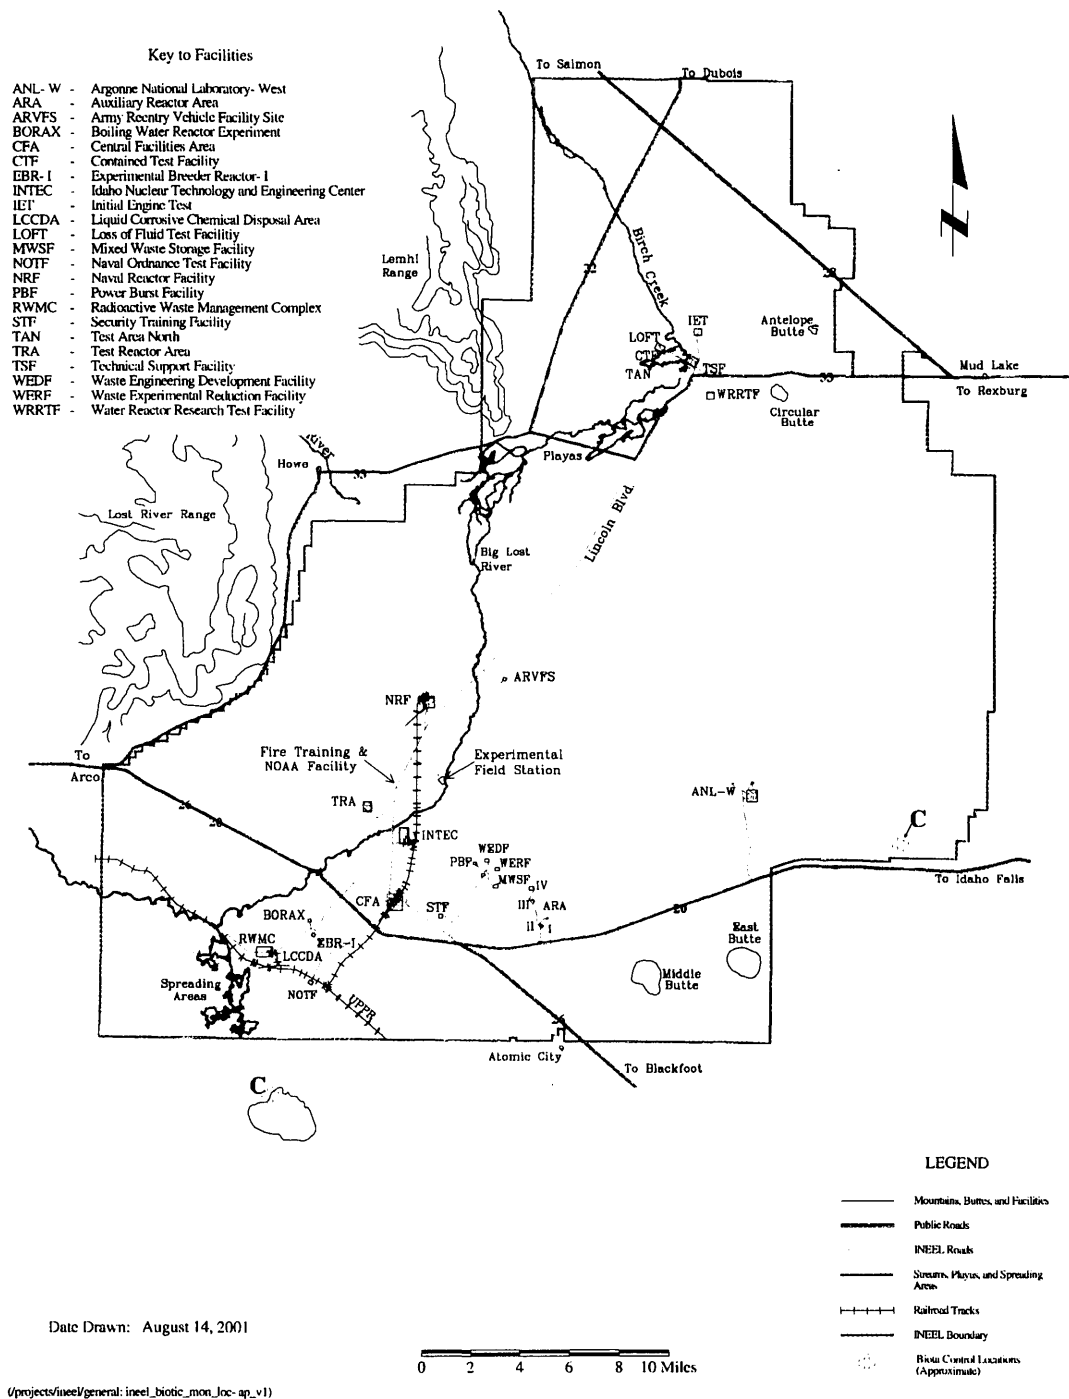 Key to Facilities
ANL-W - Argonne National Laboratory-West
ARA - Auxiliary Reactor Area
ARVFS - Army Reentry Vehicle Facility Site
BORAX - Boiling Water Reactor Experiment
CFA - Central Facilities Area
CTF - Contained Test Facility
EBR-I - Experimental Breeder Reactor-I
INTEC - Idaho Nuclear Technology and Engineering Center
IET - Initial Engine Test
LCCDA - Liquid Corrosive Chemical Disposal Area
LOFT - Loss of Fluid Test Facilitiy
MWSF - Mixed Waste Storage Facility
NOTF - Naval Ordnance Test Facility
NRF - Naval Reactor Facility
PBF - Power Burst Facility
RWMC - Radioactive Waste Management Complex
STF - Security Training Facility
TAN - Test Area North
TRA - Test Reactor Area
TSF - Technical Support Facility
WEDF - Waste Engineering Development Facility
WERF - Waste Experimental Reduction Facility
WRRTF - Water Reactor Research Test Facility
To Salmon
To Dubois
N
Lemhi
Range
Birch Creek
22
28
IET
LOFT
CTF
TAN
TSF
Antelope
Butte
Mud Lake
33
To Rexburg
WRRTF
Circular
Butte
River
Howe
33
Playas
Lost River Range
Lincoln Blvd.
Big Lost
River
ARVFS
NRF
To
Arco
Fire Training &
NOAA Facility
Experimental
Field Station
TRA
ANL-W
26
20
C
INTEC
WEDF
PBF
WERF
MWSF
IV
To Idaho Falls
CFA
STF
III
ARA
20
BORAX
II
I
East
Butte
EBR-I
RWMC
LCCDA
Middle
Butte
Spreading
Areas
NOTF
UPPR
26
Atomic City
To Blackfoot
C
LEGEND
Mountains, Buttes, and Facilities
Public Roads
INEEL Roads
Streams, Playas, and Spreading
Areas
Railroad Tracks
INEEL Boundary
Biota Control Locations
(Approximate)
Date Drawn: August 14, 2001
0 2 4 6 8 10 Miles
(/projects/ineel/general: ineel_biotic_mon_loc-ap_v1)